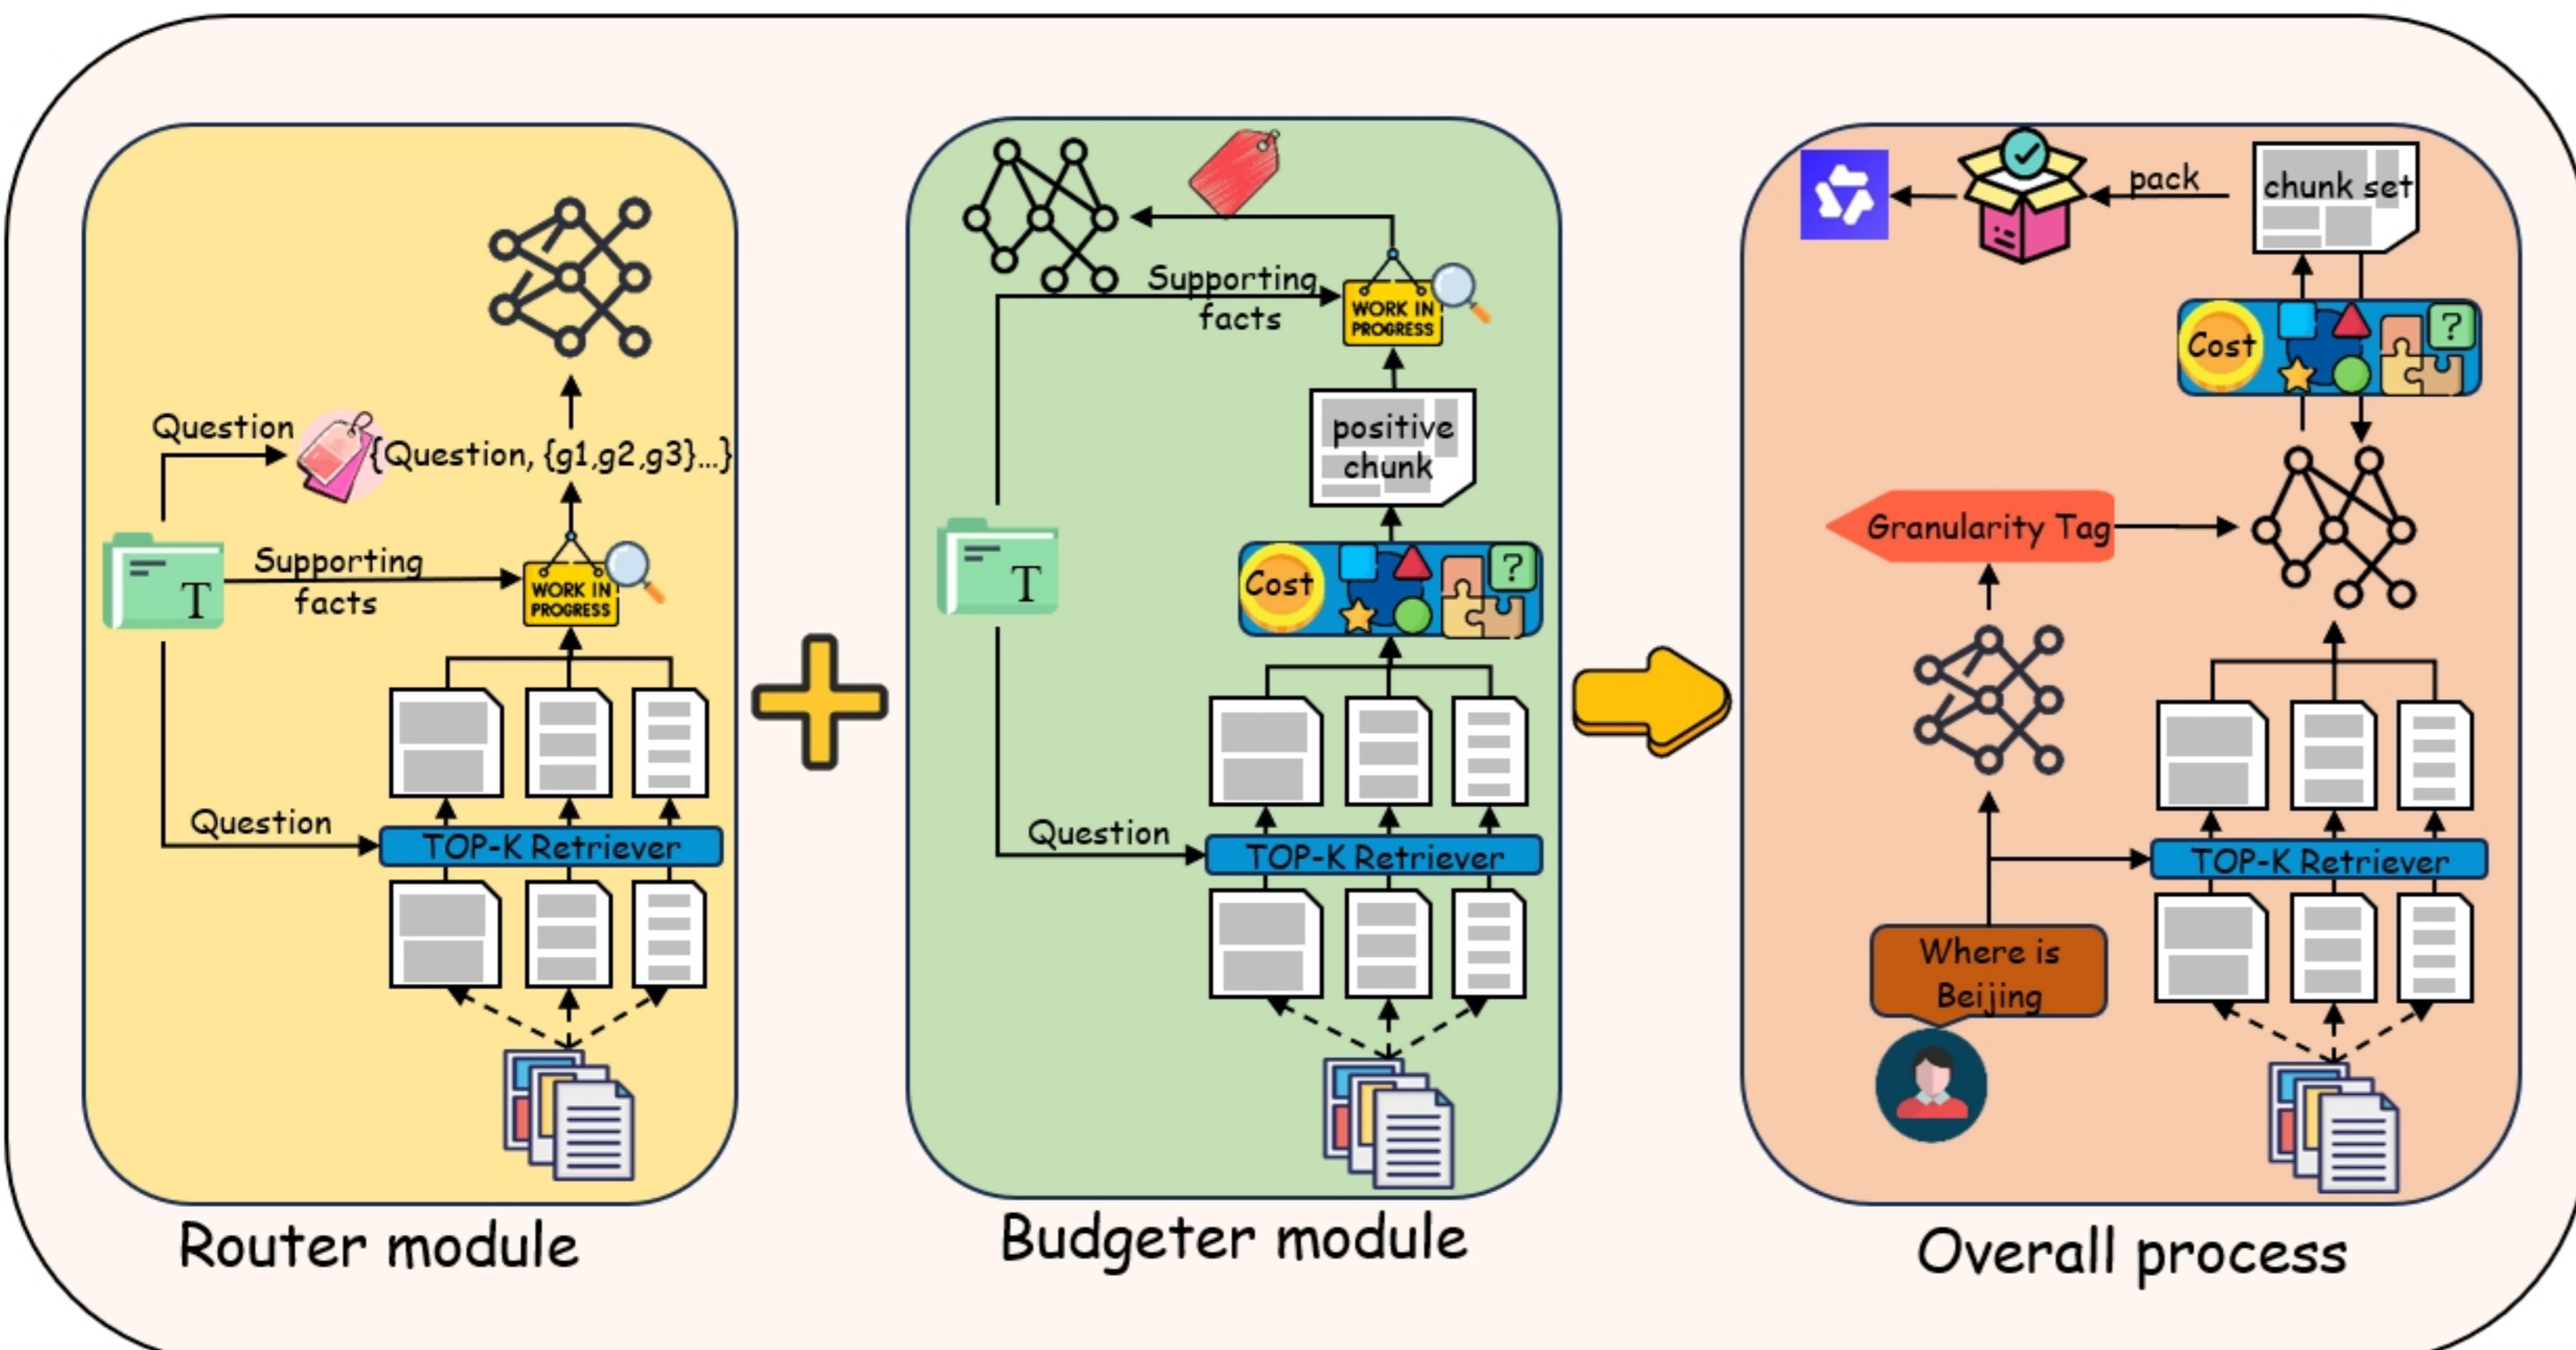 Question
{Question, {g1,g2,g3}...}
Supporting
facts
T
WORK IN
PROGRESS
Question
TOP-K Retriever
Router module
Supporting
facts
WORK IN
PROGRESS
positive
chunk
T
Cost
?
Question
TOP-K Retriever
Budgeter module
pack
chunk set
Cost
?
Granularity Tag
TOP-K Retriever
Where is
Beijing
Overall process